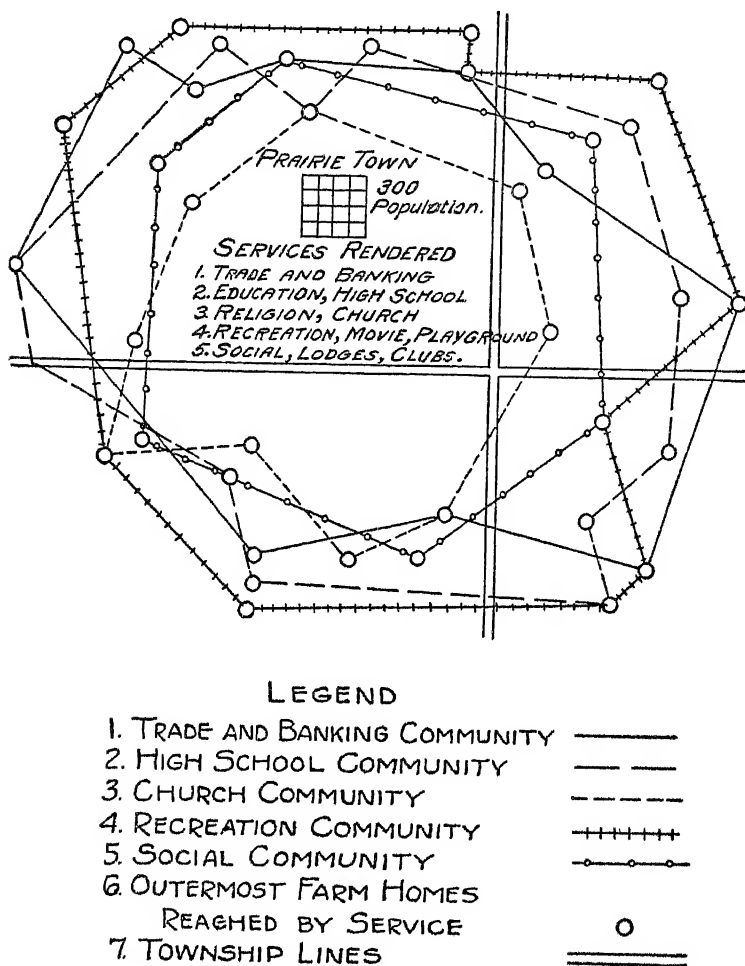 PRAIRIE TOWN
300
Population.
SERVICES RENDERED
1. TRADE AND BANKING
2. EDUCATION, HIGH SCHOOL
3 RELIGION, CHURCH
4. RECREATION, MOVIE, PLAYGROUND
5. SOCIAL, LODGES, CLUBS.
LEGEND
1. TRADE AND BANKING COMMUNITY
2. HIGH SCHOOL COMMUNITY
3. CHURCH COMMUNITY
4. RECREATION COMMUNITY
5. SOCIAL COMMUNITY
6. OUTERMOST FARM HOMES
REAGHED BY SERVICE
7. TOWNSHIP LINES